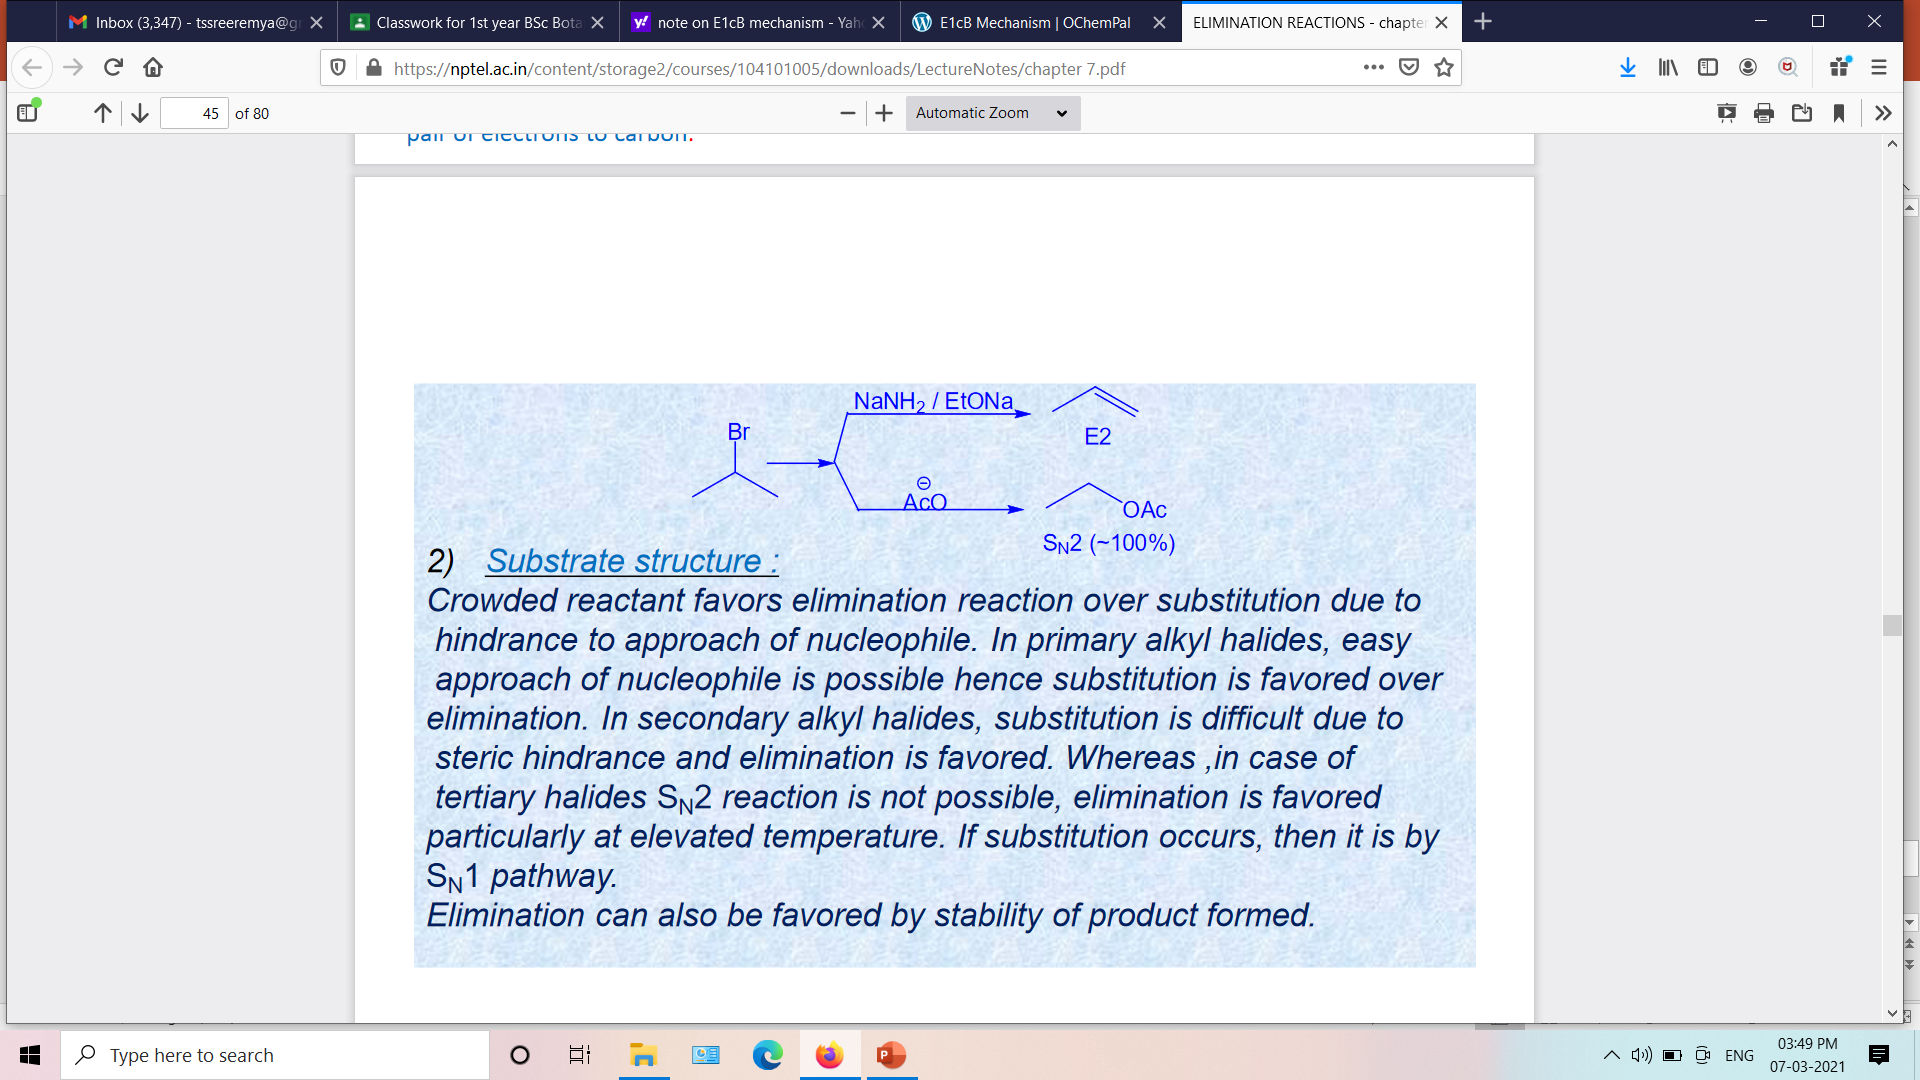 Inbox (3,347) - tssreeremya@g
Classwork for 1st year BSc Bota
note on E1cB mechanism - Yah
E1cB Mechanism | OChemPal
ELIMINATION REACTIONS - chapte
https://nptel.ac.in/content/storage2/courses/104101005/downloads/LectureNotes/chapter 7.pdf
45 of 80
Automatic Zoom
pair of electrons to carbon.
NaNH2 / EtONa
Br
E2
⊖
AcO
OAc
SN2 (~100%)
2) Substrate structure :
Crowded reactant favors elimination reaction over substitution due to
hindrance to approach of nucleophile. In primary alkyl halides, easy
approach of nucleophile is possible hence substitution is favored over
elimination. In secondary alkyl halides, substitution is difficult due to
steric hindrance and elimination is favored. Whereas ,in case of
tertiary halides SN2 reaction is not possible, elimination is favored
particularly at elevated temperature. If substitution occurs, then it is by
SN1 pathway.
Elimination can also be favored by stability of product formed.
Type here to search
ENG
03:49 PM
07-03-2021